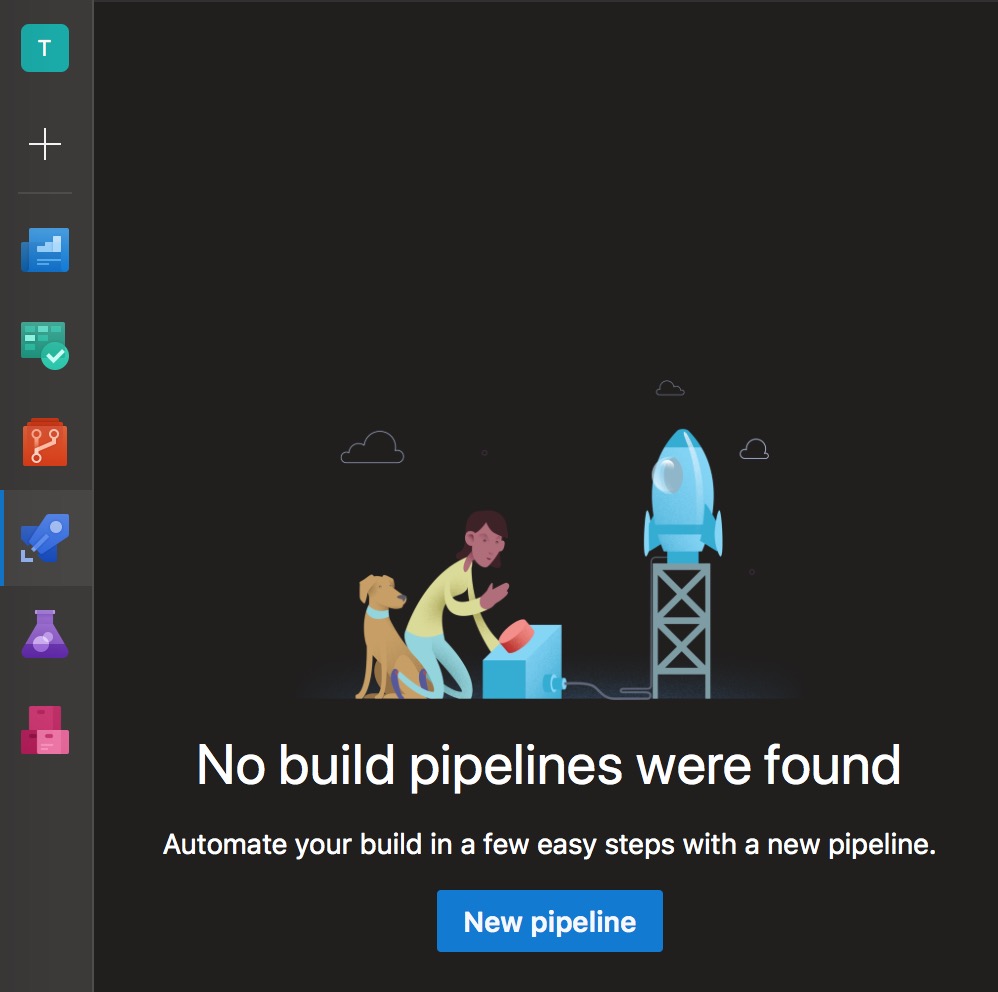 T
No build pipelines were found
Automate your build in a few easy steps with a new pipeline.
New pipeline